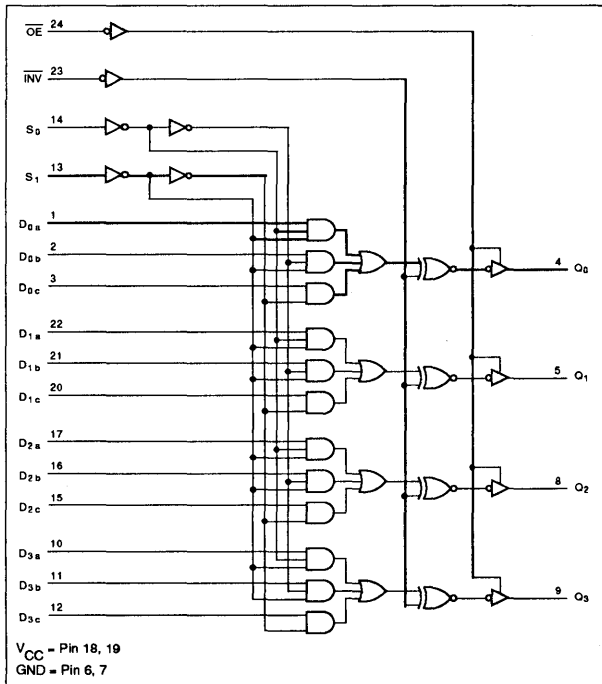 O̅E̅ 24
I̅N̅V̅ 23
S₀ 14
S₁ 13
D₀ₐ 1
D₀b 2
D₀c 3
4 Q₀
D₁ₐ 22
D₁b 21
D₁c 20
5 Q₁
D₂ₐ 17
D₂b 16
D₂c 15
8 Q₂
D₃ₐ 10
D₃b 11
D₃c 12
9 Q₃
VCC = Pin 18, 19
GND = Pin 6, 7